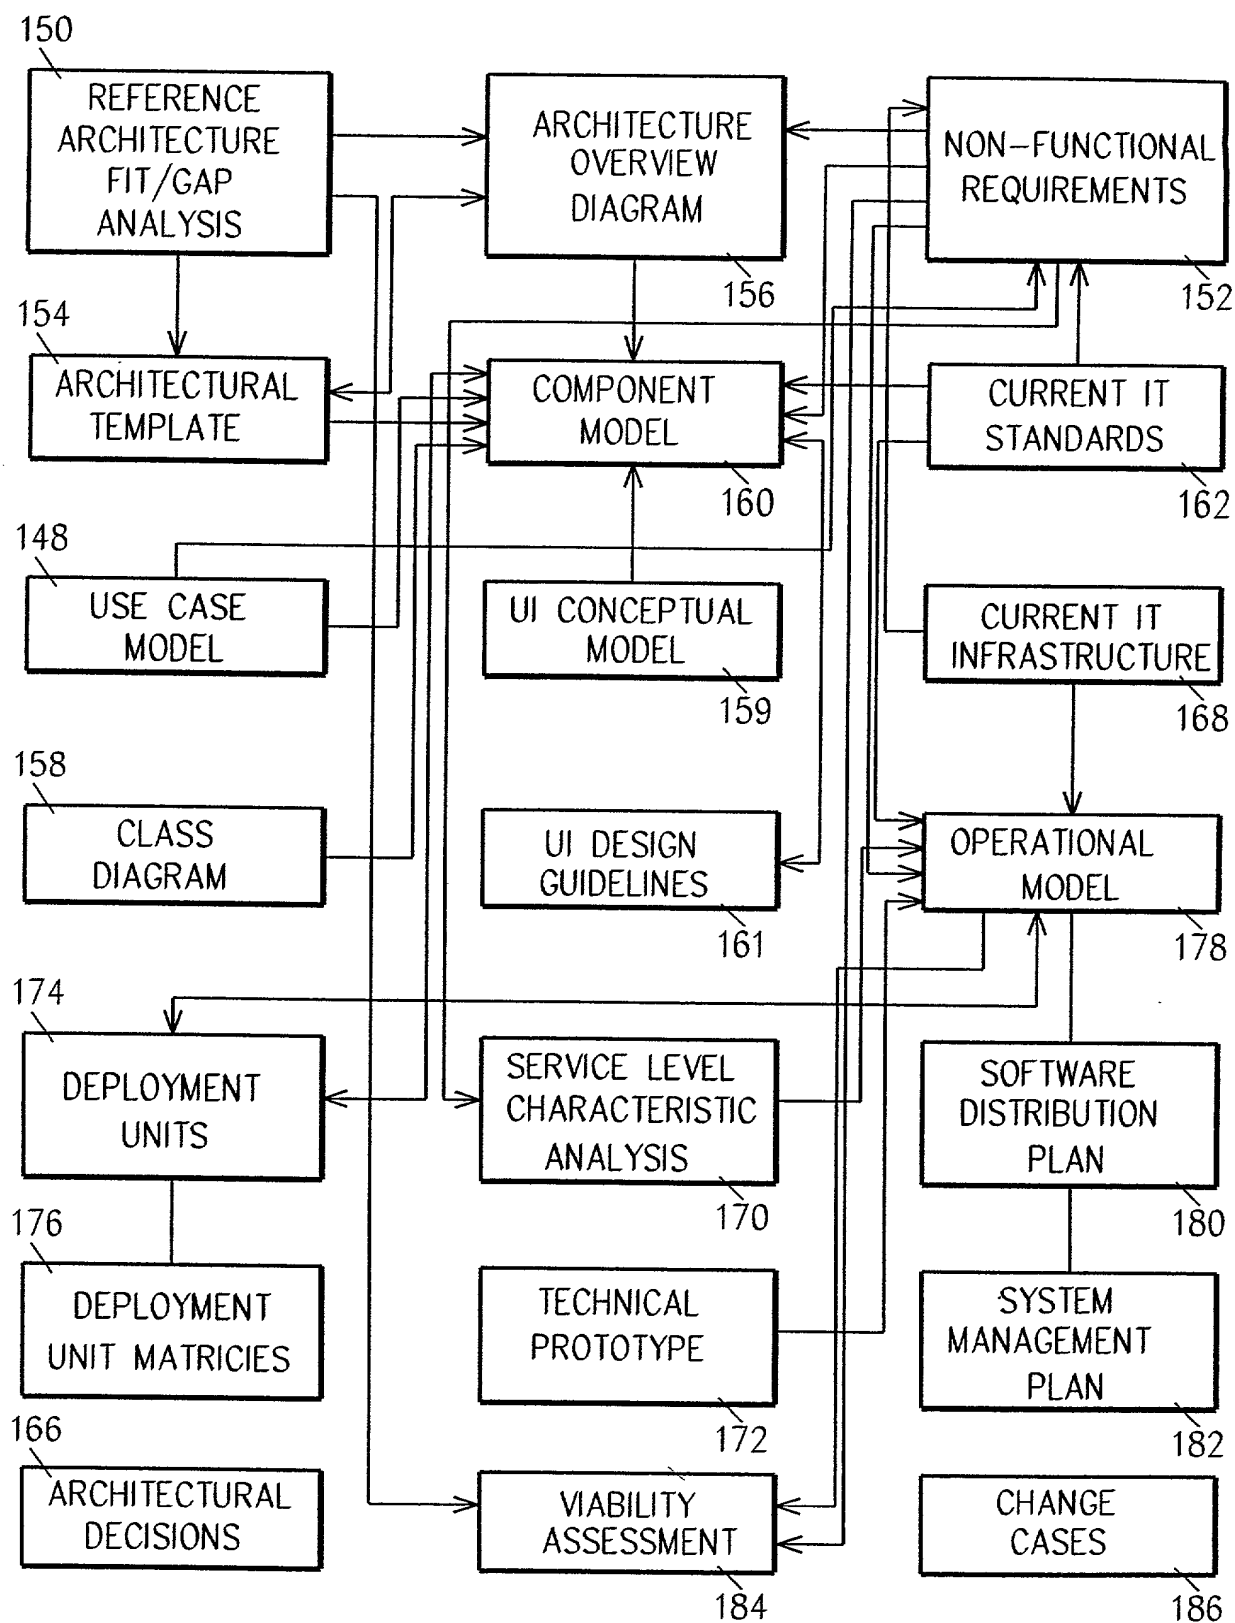 150
REFERENCE
ARCHITECTURE
FIT/GAP
ANALYSIS
ARCHITECTURE
OVERVIEW
DIAGRAM
156
NON-FUNCTIONAL
REQUIREMENTS
152
154
ARCHITECTURAL
TEMPLATE
COMPONENT
MODEL
160
CURRENT IT
STANDARDS
162
148
USE CASE
MODEL
UI CONCEPTUAL
MODEL
159
CURRENT IT
INFRASTRUCTURE
168
158
CLASS
DIAGRAM
UI DESIGN
GUIDELINES
161
OPERATIONAL
MODEL
178
174
DEPLOYMENT
UNITS
SERVICE LEVEL
CHARACTERISTIC
ANALYSIS
170
SOFTWARE
DISTRIBUTION
PLAN
180
176
DEPLOYMENT
UNIT MATRICIES
TECHNICAL
PROTOTYPE
172
SYSTEM
MANAGEMENT
PLAN
182
166
ARCHITECTURAL
DECISIONS
VIABILITY
ASSESSMENT
184
CHANGE
CASES
186